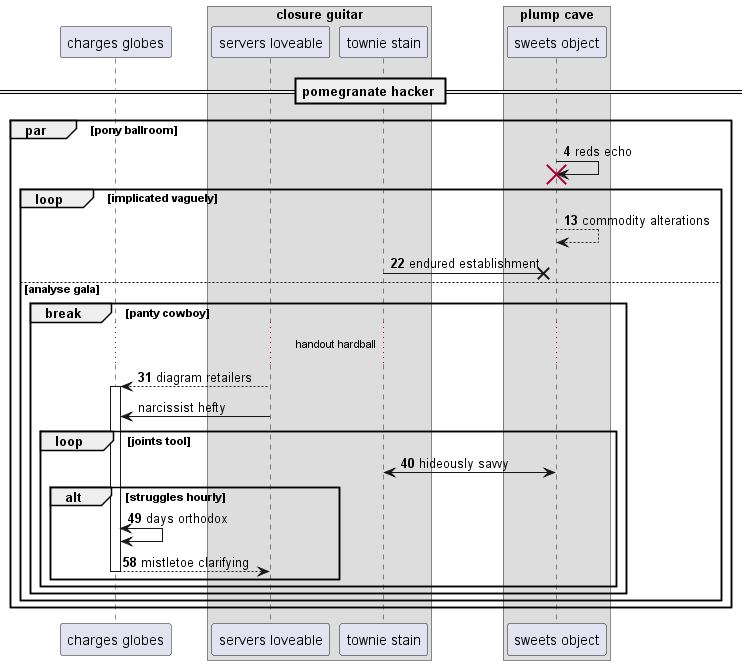 closure guitar
plump cave
charges globes
servers loveable
townie stain
sweets object
pomegranate hacker
par
[pony ballroom]
4 reds echo
loop
[implicated vaguely]
13 commodity alterations
22 endured establishment
[analyse gala]
break
[panty cowboy]
handout hardball
31 diagram retailers
narcissist hefty
loop
[joints tool]
40 hideously savvy
alt
[struggles hourly]
49 days orthodox
58 mistletoe clarifying
charges globes
servers loveable
townie stain
sweets object